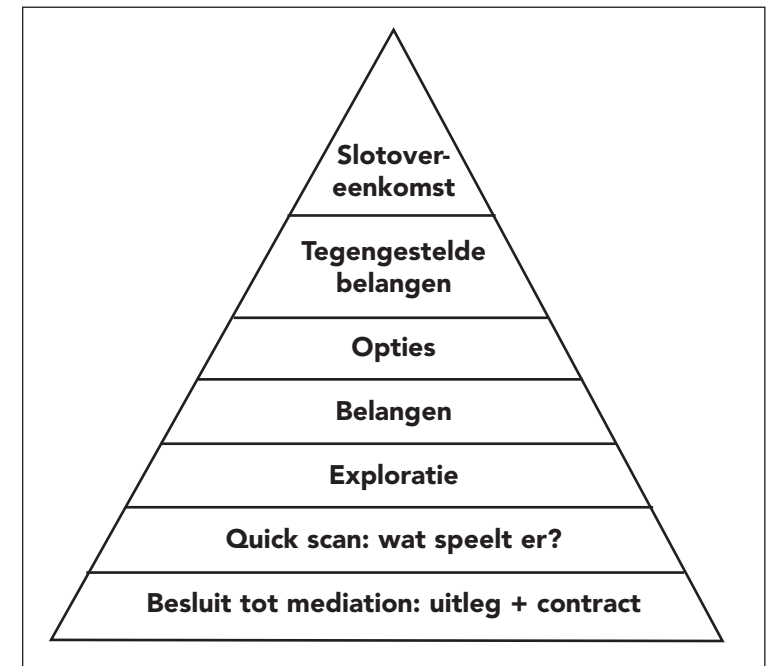 Slotover-
eenkomst
Tegengestelde
belangen
Opties
Belangen
Exploratie
Quick scan: wat speelt er?
Besluit tot mediation: uitleg + contract